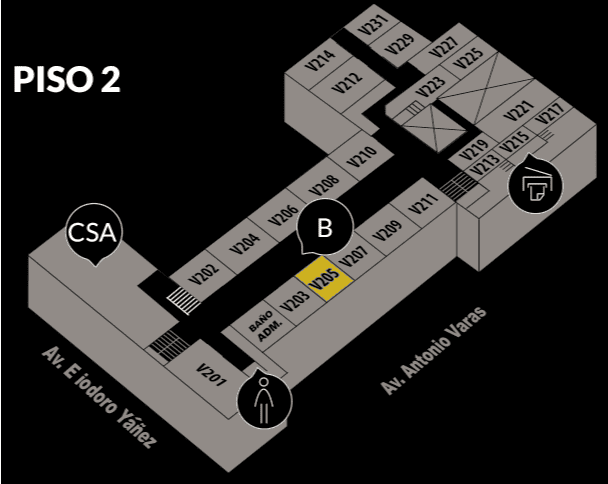 PISO 2
V231
V229
V227
V225
V214
V212
V223
V221
V217
V219
V215
V213
V210
V208
V206
V204
V202
V211
V209
V207
V205
V203
B
CSA
BAÑO
ADM.
V201
Av. E iodoro Yáñez
Av. Antonio Varas